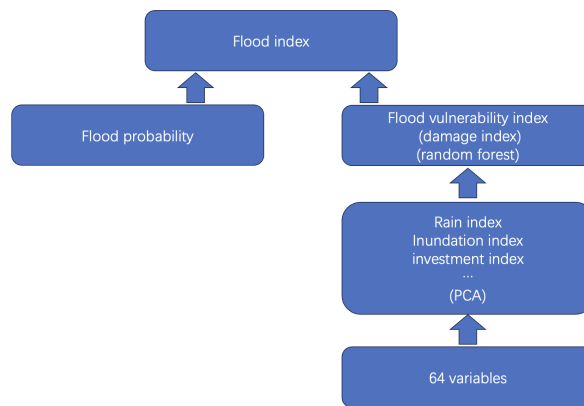 Flood index
Flood probability
Flood vulnerability index
(damage index)
(random forest)
Rain index
Inundation index
investment index
...
(PCA)
64 variables